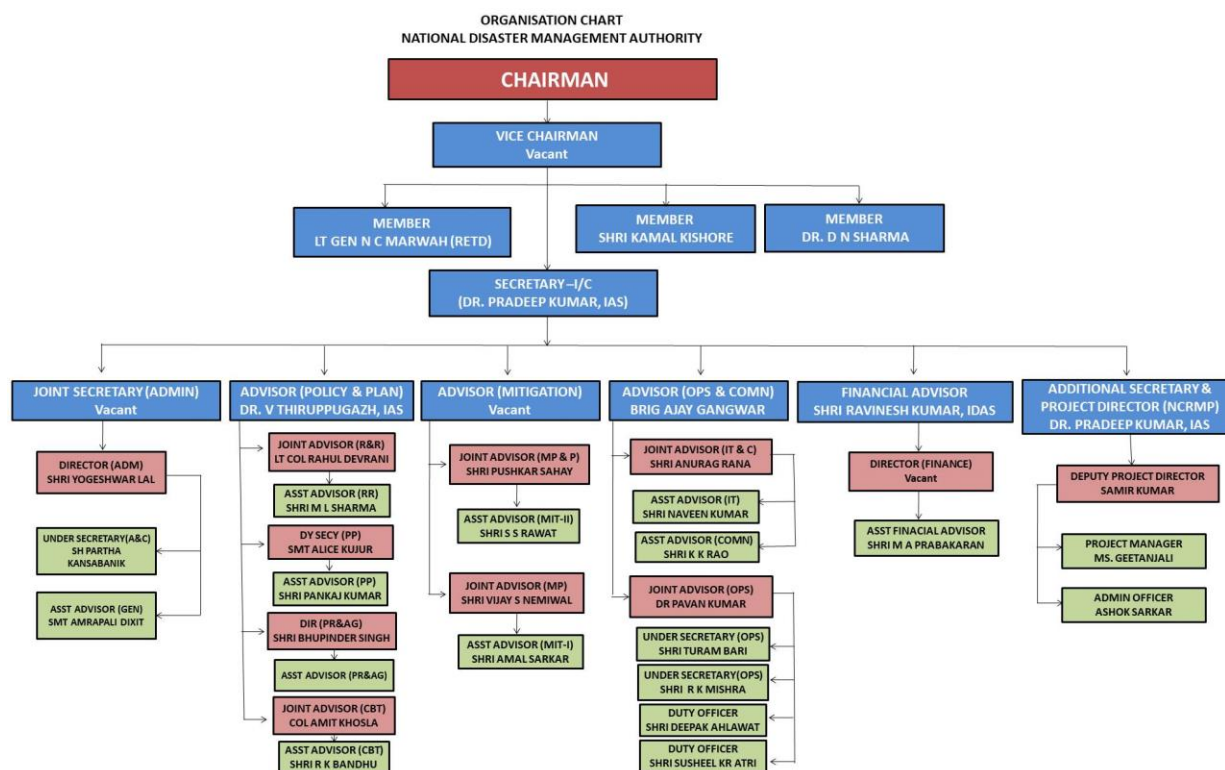 ORGANISATION CHART
NATIONAL DISASTER MANAGEMENT AUTHORITY
CHAIRMAN
VICE CHAIRMAN
Vacant
MEMBER
LT GEN N C MARWAH (RETD)
MEMBER
SHRI KAMAL KISHORE
MEMBER
DR. D N SHARMA
SECRETARY –I/C
(DR. PRADEEP KUMAR, IAS)
JOINT SECRETARY (ADMIN)
Vacant
DIRECTOR (ADM)
SHRI YOGESHWAR LAL
UNDER SECRETARY(A&C)
SH PARTHA
KANSABANIK
ASST ADVISOR (GEN)
SMT AMRAPALI DIXIT
ADVISOR (POLICY & PLAN)
DR. V THIRUPPUGAZH, IAS
JOINT ADVISOR (R&R)
LT COL RAHUL DEVRANI
ASST ADVISOR (RR)
SHRI M L SHARMA
DY SECY (PP)
SMT ALICE KUJUR
ASST ADVISOR (PP)
SHRI PANKAJ KUMAR
DIR (PR&AG)
SHRI BHUPINDER SINGH
ASST ADVISOR (PR&AG)
JOINT ADVISOR (CBT)
COL AMIT KHOSLA
ASST ADVISOR (CBT)
SHRI R K BANDHU
ADVISOR (MITIGATION)
Vacant
JOINT ADVISOR (MP & P)
SHRI PUSHKAR SAHAY
ASST ADVISOR (MIT-II)
SHRI S S RAWAT
JOINT ADVISOR (MP)
SHRI VIJAY S NEMIWAL
ASST ADVISOR (MIT-I)
SHRI AMAL SARKAR
ADVISOR (OPS & COMN)
BRIG AJAY GANGWAR
JOINT ADVISOR (IT & C)
SHRI ANURAG RANA
ASST ADVISOR (IT)
SHRI NAVEEN KUMAR
ASST ADVISOR (COMN)
SHRI K K RAO
JOINT ADVISOR (OPS)
DR PAVAN KUMAR
UNDER SECRETARY (OPS)
SHRI TURAM BARI
UNDER SECRETARY(OPS)
SHRI R K MISHRA
DUTY OFFICER
SHRI DEEPAK AHLAWAT
DUTY OFFICER
SHRI SUSHEEL KR ATRI
FINANCIAL ADVISOR
SHRI RAVINESH KUMAR, IDAS
DIRECTOR (FINANCE)
Vacant
ASST FINACIAL ADVISOR
SHRI M A PRABAKARAN
ADDITIONAL SECRETARY &
PROJECT DIRECTOR (NCRMP)
DR. PRADEEP KUMAR, IAS
DEPUTY PROJECT DIRECTOR
SAMIR KUMAR
PROJECT MANAGER
MS. GEETANJALI
ADMIN OFFICER
ASHOK SARKAR